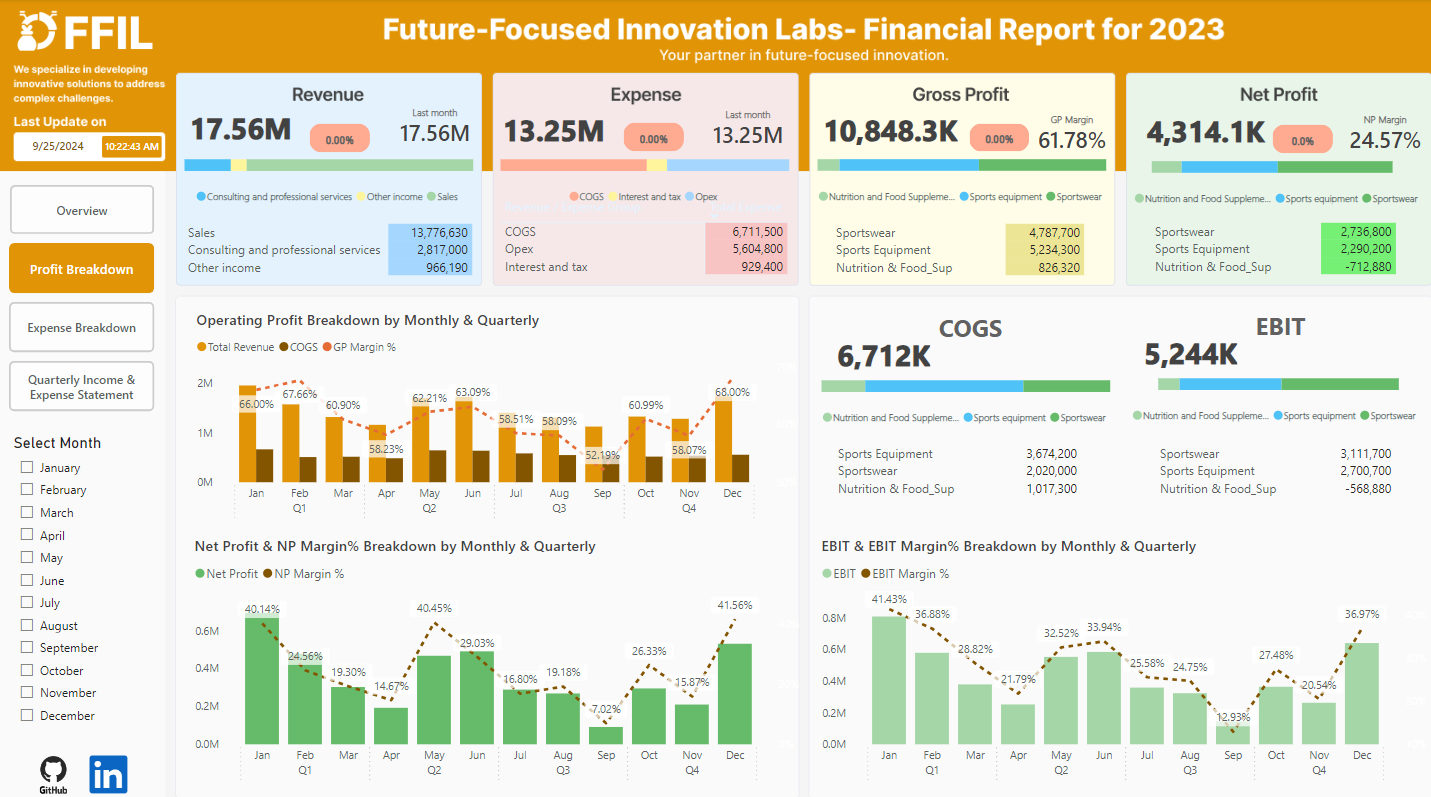 FFIL
We specialize in developing
innovative solutions to address
complex challenges.
Last Update on
9/25/2024 10:22:43 AM
Future-Focused Innovation Labs- Financial Report for 2023
Your partner in future-focused innovation.
Revenue
Last month
17.56M 0.00% 17.56M
Consulting and professional services Other income Sales
Sales 13,776,630
Consulting and professional services 2,817,000
Other income 966,190
Expense
Last month
13.25M 0.00% 13.25M
COGS Interest and tax Opex
COGS 6,711,500
Opex 5,604,800
Interest and tax 929,400
Gross Profit
GP Margin
10,848.3K 0.00% 61.78%
Nutrition and Food Suppleme... Sports equipment Sportswear
Sportswear 4,787,700
Sports Equipment 5,234,300
Nutrition & Food_Sup 826,320
Net Profit
NP Margin
4,314.1K 0.0% 24.57%
Nutrition and Food Suppleme... Sports equipment Sportswear
Sportswear 2,736,800
Sports Equipment 2,290,200
Nutrition & Food_Sup -712,880
Overview
Profit Breakdown
Expense Breakdown
Quarterly Income &
Expense Statement
Select Month
January
February
March
April
May
June
July
August
September
October
November
December
GitHub
in
Operating Profit Breakdown by Monthly & Quarterly
Total Revenue COGS GP Margin %
2M
1M
0M
66.00% 67.66% 60.90% 58.23% 62.21% 63.09% 58.51% 58.09% 52.19% 60.99% 58.07% 68.00%
Jan Feb Mar Apr May Jun Jul Aug Sep Oct Nov Dec
Q1 Q2 Q3 Q4
COGS
6,712K
Nutrition and Food Suppleme... Sports equipment Sportswear
Sports Equipment 3,674,200
Sportswear 2,020,000
Nutrition & Food_Sup 1,017,300
EBIT
5,244K
Nutrition and Food Suppleme... Sports equipment Sportswear
Sportswear 3,111,700
Sports Equipment 2,700,700
Nutrition & Food_Sup -568,880
Net Profit & NP Margin% Breakdown by Monthly & Quarterly
Net Profit NP Margin %
0.6M
0.4M
0.2M
0.0M
40.14% 24.56% 19.30% 14.67% 40.45% 29.03% 16.80% 19.18% 7.02% 26.33% 15.87% 41.56%
Jan Feb Mar Apr May Jun Jul Aug Sep Oct Nov Dec
Q1 Q2 Q3 Q4
EBIT & EBIT Margin% Breakdown by Monthly & Quarterly
EBIT EBIT Margin %
0.8M
0.6M
0.4M
0.2M
0.0M
41.43% 36.88% 28.82% 21.79% 32.52% 33.94% 25.58% 24.75% 12.93% 27.48% 20.54% 36.97%
Jan Feb Mar Apr May Jun Jul Aug Sep Oct Nov Dec
Q1 Q2 Q3 Q4